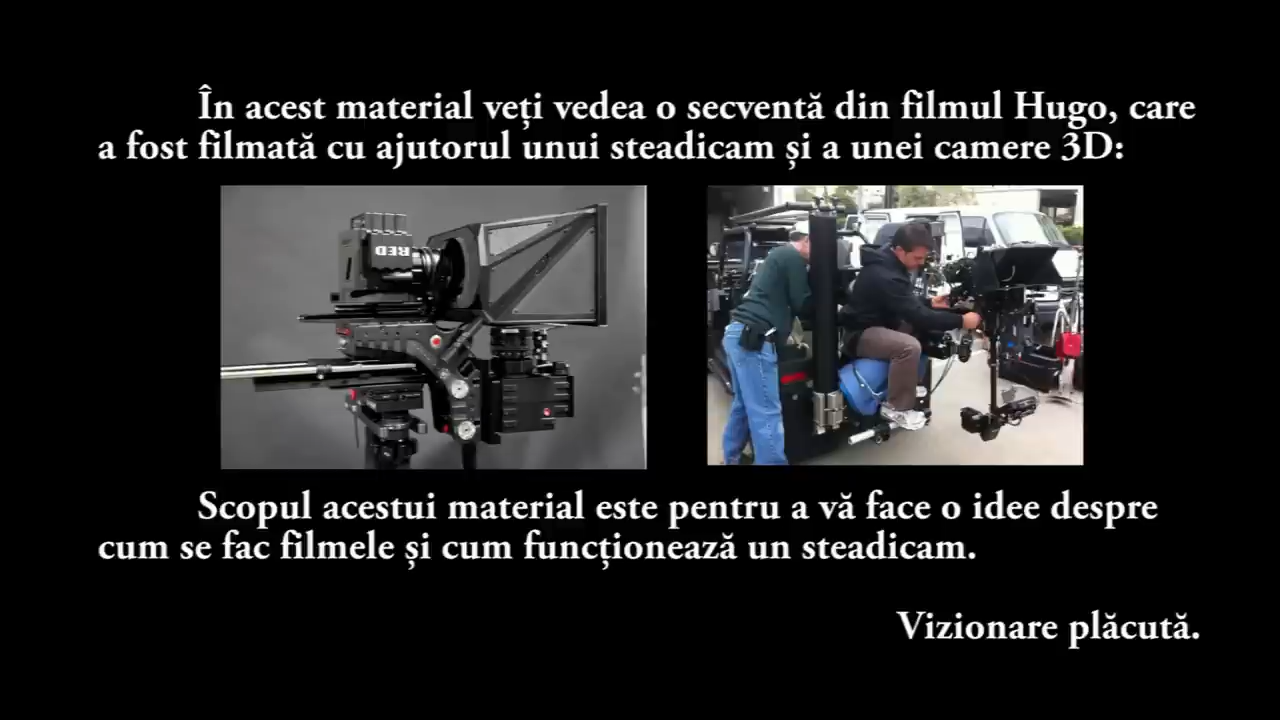 În acest material veți vedea o secventă din filmul Hugo, care
a fost filmată cu ajutorul unui steadicam și a unei camere 3D:
RED
Scopul acestui material este pentru a vă face o idee despre
cum se fac filmele și cum funcționează un steadicam.
Vizionare plăcută.